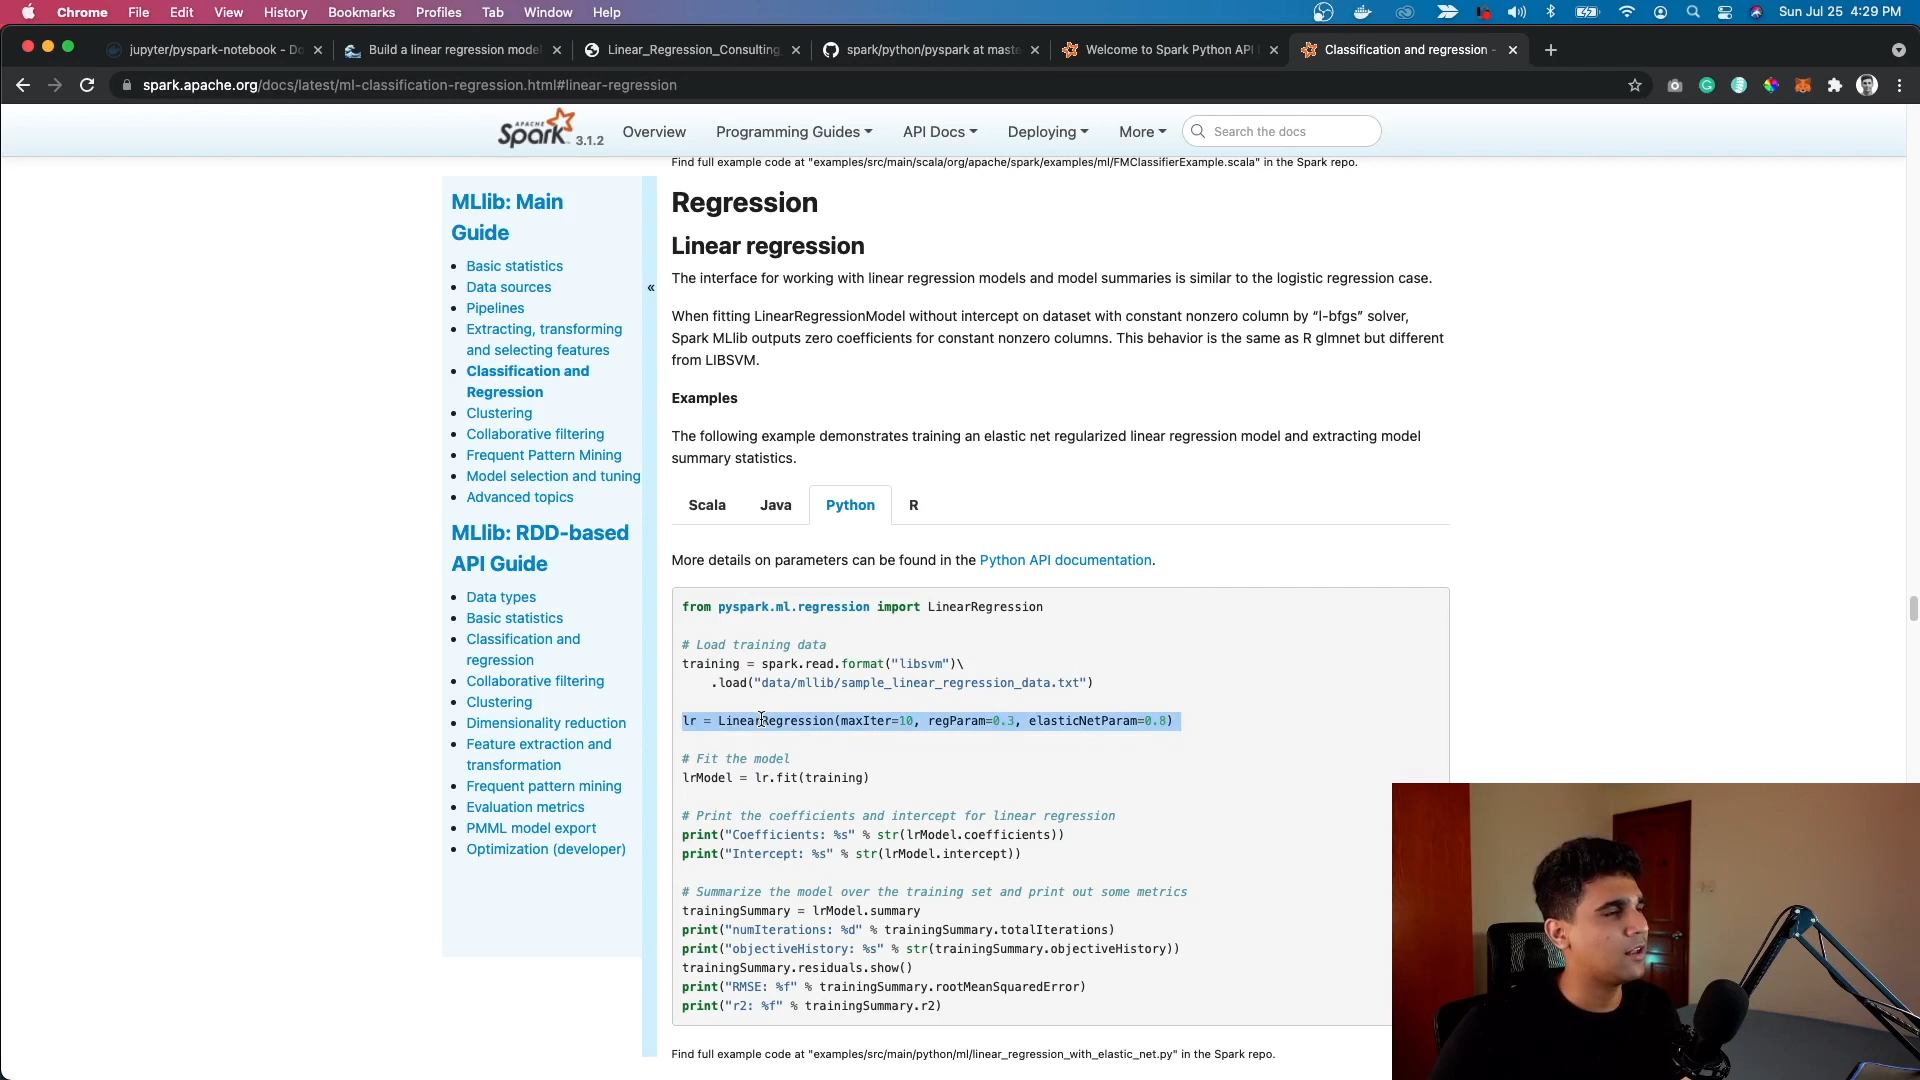 Chrome File Edit View History Bookmarks Profiles Tab Window Help Sun Jul 25 4:29 PM
jupyter/pyspark-notebook - Do Build a linear regression mode Linear_Regression_Consulting spark/python/pyspark at maste Welcome to Spark Python API Classification and regression -
spark.apache.org/docs/latest/ml-classification-regression.html#linear-regression
APACHE Spark 3.1.2 Overview Programming Guides API Docs Deploying More Search the docs
Find full example code at "examples/src/main/scala/org/apache/spark/examples/ml/FMClassifierExample.scala" in the Spark repo.
MLlib: Main
Guide
Basic statistics
Data sources
Pipelines
Extracting, transforming
and selecting features
Classification and
Regression
Clustering
Collaborative filtering
Frequent Pattern Mining
Model selection and tuning
Advanced topics
MLlib: RDD-based
API Guide
Data types
Basic statistics
Classification and
regression
Collaborative filtering
Clustering
Dimensionality reduction
Feature extraction and
transformation
Frequent pattern mining
Evaluation metrics
PMML model export
Optimization (developer)
«
Regression
Linear regression
The interface for working with linear regression models and model summaries is similar to the logistic regression case.
When fitting LinearRegressionModel without intercept on dataset with constant nonzero column by “l-bfgs” solver,
Spark MLlib outputs zero coefficients for constant nonzero columns. This behavior is the same as R glmnet but different
from LIBSVM.
Examples
The following example demonstrates training an elastic net regularized linear regression model and extracting model
summary statistics.
Scala Java Python R
More details on parameters can be found in the Python API documentation.
from pyspark.ml.regression import LinearRegression
# Load training data
training = spark.read.format("libsvm")\
.load("data/mllib/sample_linear_regression_data.txt")
lr = LinearRegression(maxIter=10, regParam=0.3, elasticNetParam=0.8)
# Fit the model
lrModel = lr.fit(training)
# Print the coefficients and intercept for linear regression
print("Coefficients: %s" % str(lrModel.coefficients))
print("Intercept: %s" % str(lrModel.intercept))
# Summarize the model over the training set and print out some metrics
trainingSummary = lrModel.summary
print("numIterations: %d" % trainingSummary.totalIterations)
print("objectiveHistory: %s" % str(trainingSummary.objectiveHistory))
trainingSummary.residuals.show()
print("RMSE: %f" % trainingSummary.rootMeanSquaredError)
print("r2: %f" % trainingSummary.r2)
Find full example code at "examples/src/main/python/ml/linear_regression_with_elastic_net.py" in the Spark repo.